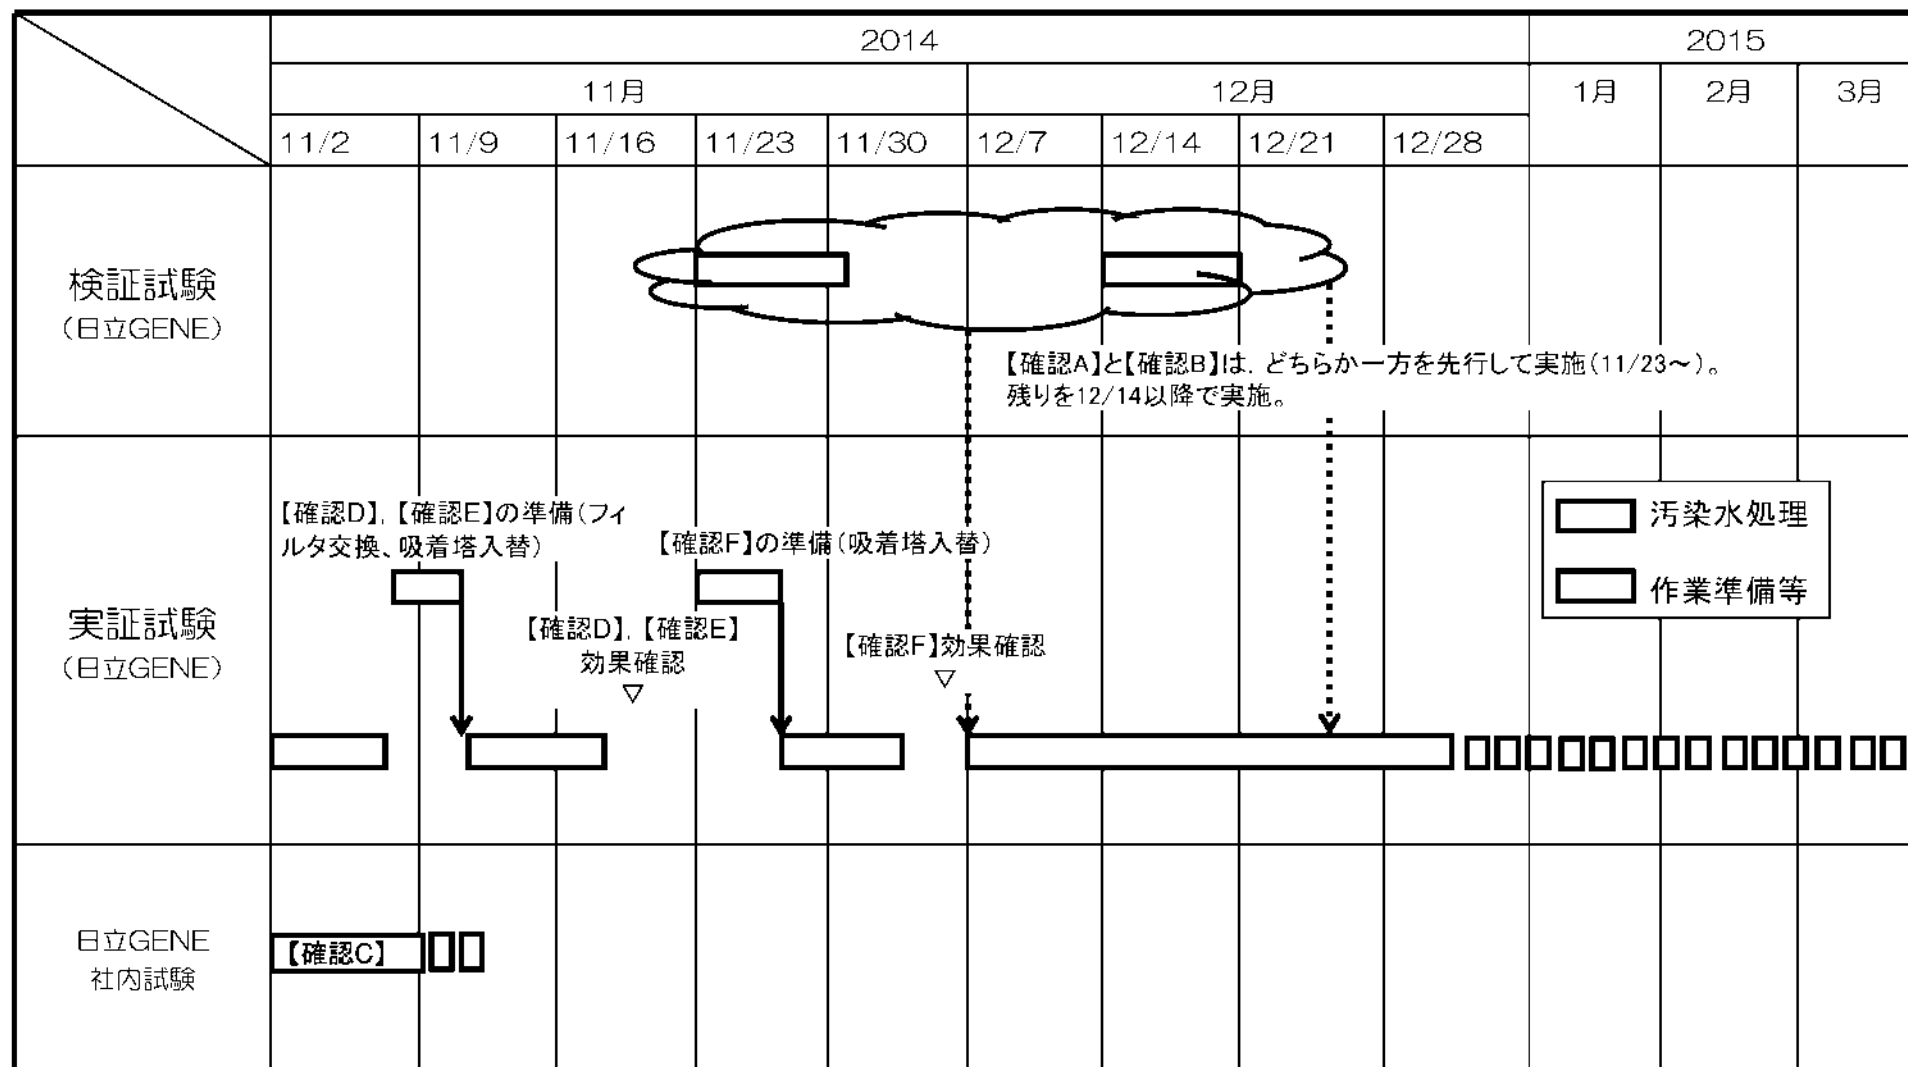 2014
2015
11月
12月
1月
2月
3月
11/2
11/9
11/16
11/23
11/30
12/7
12/14
12/21
12/28
検証試験
（日立GENE）
【確認A】と【確認B】は、どちらか一方を先行して実施（11/23～）。
残りを12/14以降で実施。
実証試験
（日立GENE）
【確認D】、【確認E】の準備（フィ
ルタ交換、吸着塔入替）
【確認F】の準備（吸着塔入替）
【確認D】、【確認E】
効果確認
▽
【確認F】効果確認
▽
汚染水処理
作業準備等
日立GENE
社内試験
【確認C】